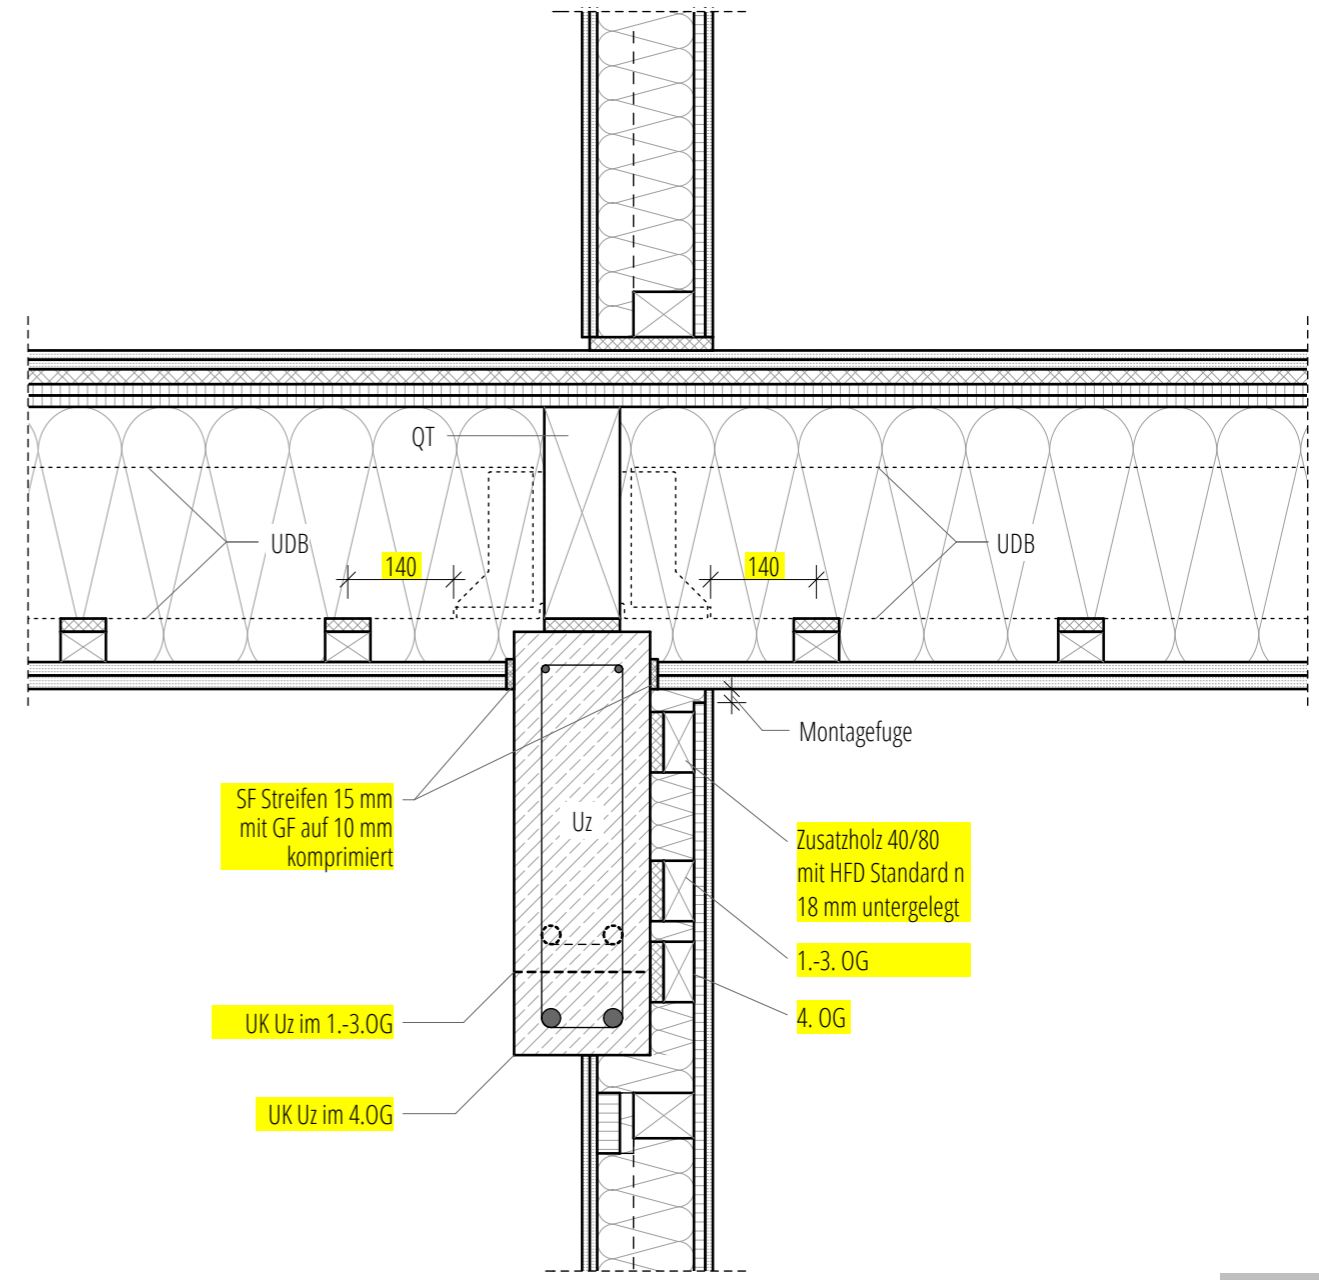 QT
UDB
UDB
140
140
Montagefuge
SF Streifen 15 mm
mit GF auf 10 mm
komprimiert
Uz
Zusatzholz 40/80
mit HFD Standard n
18 mm untergelegt
1.-3. OG
4. OG
UK Uz im 1.-3.OG
UK Uz im 4.OG